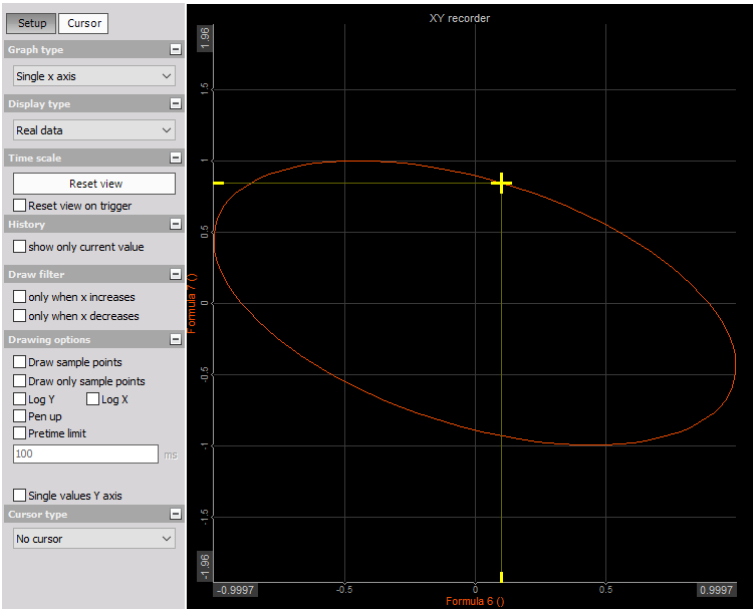 Setup Cursor
Graph type
Single x axis
Display type
Real data
Time scale
Reset view
Reset view on trigger
History
show only current value
Draw filter
only when x increases
only when x decreases
Drawing options
Draw sample points
Draw only sample points
Log Y Log X
Pen up
Pretime limit
100 ms
Single values Y axis
Cursor type
No cursor
XY recorder
1.96
1.5
1
0.5
0
-0.5
-1
-1.5
-1.96
Formula 7 ()
-0.9997 -0.5 0 0.5 0.9997
Formula 6 ()